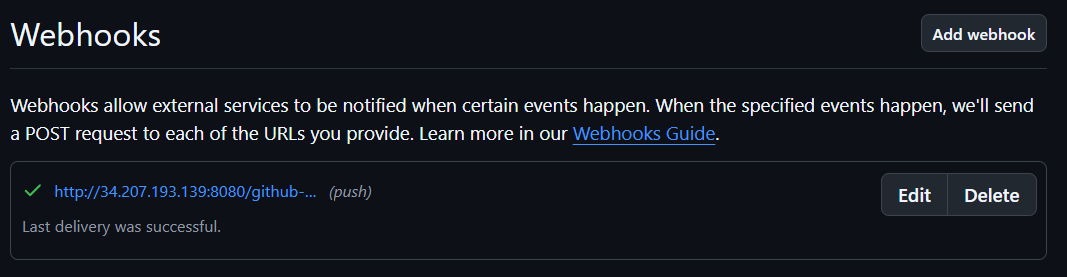 Webhooks
Add webhook
Webhooks allow external services to be notified when certain events happen. When the specified events happen, we'll send
a POST request to each of the URLs you provide. Learn more in our Webhooks Guide.
http://34.207.193.139:8080/github-... (push)
Edit
Delete
Last delivery was successful.